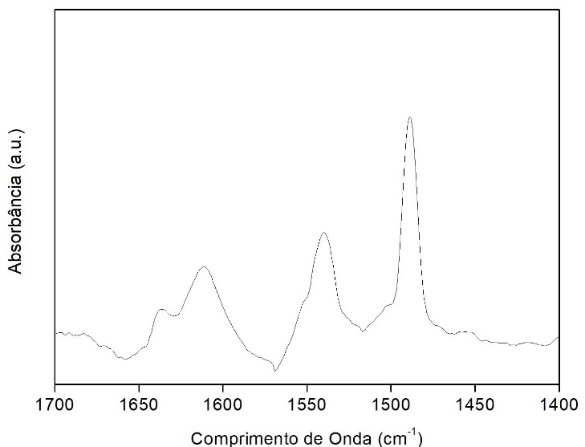 Absorbância (a.u.)
1700 1650 1600 1550 1500 1450 1400
Comprimento de Onda (cm⁻¹)